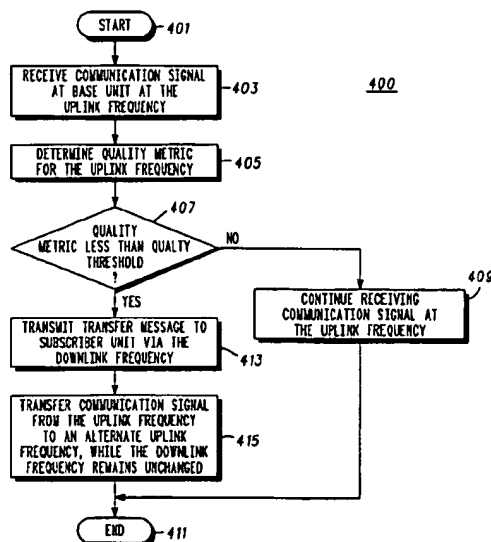 START
401
RECEIVE COMMUNICATION SIGNAL
AT BASE UNIT AT THE
UPLINK FREQUENCY
403
400
DETERMINE QUALITY METRIC
FOR THE UPLINK FREQUENCY
405
407
QUALITY
METRIC LESS THAN QUALTY
THRESHOLD
?
NO
YES
409
CONTINUE RECEIVING
COMMUNICATION SIGNAL AT
THE UPLINK FREQUENCY
TRANSMIT TRANSFER MESSAGE TO
SUBSCRIBER UNIT VIA THE
DOWNLINK FREQUENCY
413
TRANSFER COMMUNICATION SIGNAL
FROM THE UPLINK FREQUENCY
TO AN ALTERNATE UPLINK
FREQUENCY, WHILE THE DOWNLINK
FREQUENCY REMAINS UNCHANGED
415
END
411